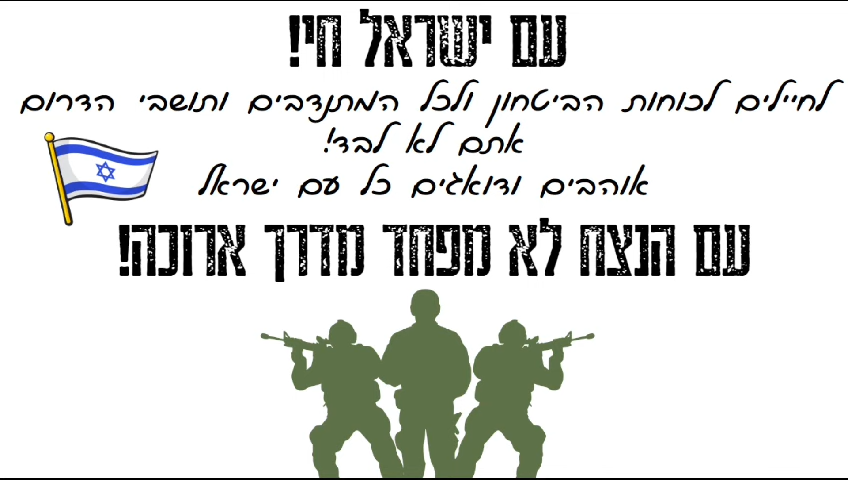 עם ישראל חי!
לחיילים לכוחות הביטחון ולכל המתנדבים ותושבי הדרום
אתם לא לבד!
אוהבים ודואגים כל עם ישראל
עם הנצח לא מפחד מדרך ארוכה!